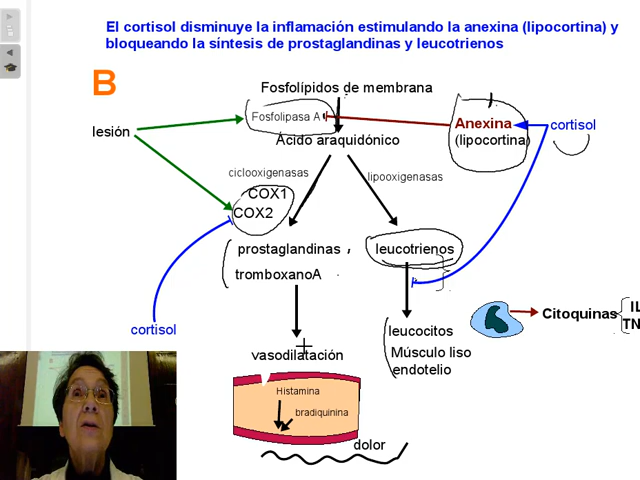 El cortisol disminuye la inflamación estimulando la anexina (lipocortina) y
bloqueando la síntesis de prostaglandinas y leucotrienos
B
Fosfolípidos de membrana
lesión
Fosfolipasa A
Anexina
(lipocortina)
cortisol
Ácido araquidónico
ciclooxigenasas
lipooxigenasas
COX1
COX2
prostaglandinas
tromboxanoA
leucotrienos
cortisol
vasodilatación
leucocitos
Músculo liso
endotelio
Citoquinas
IL
TN
Histamina
bradiquinina
dolor